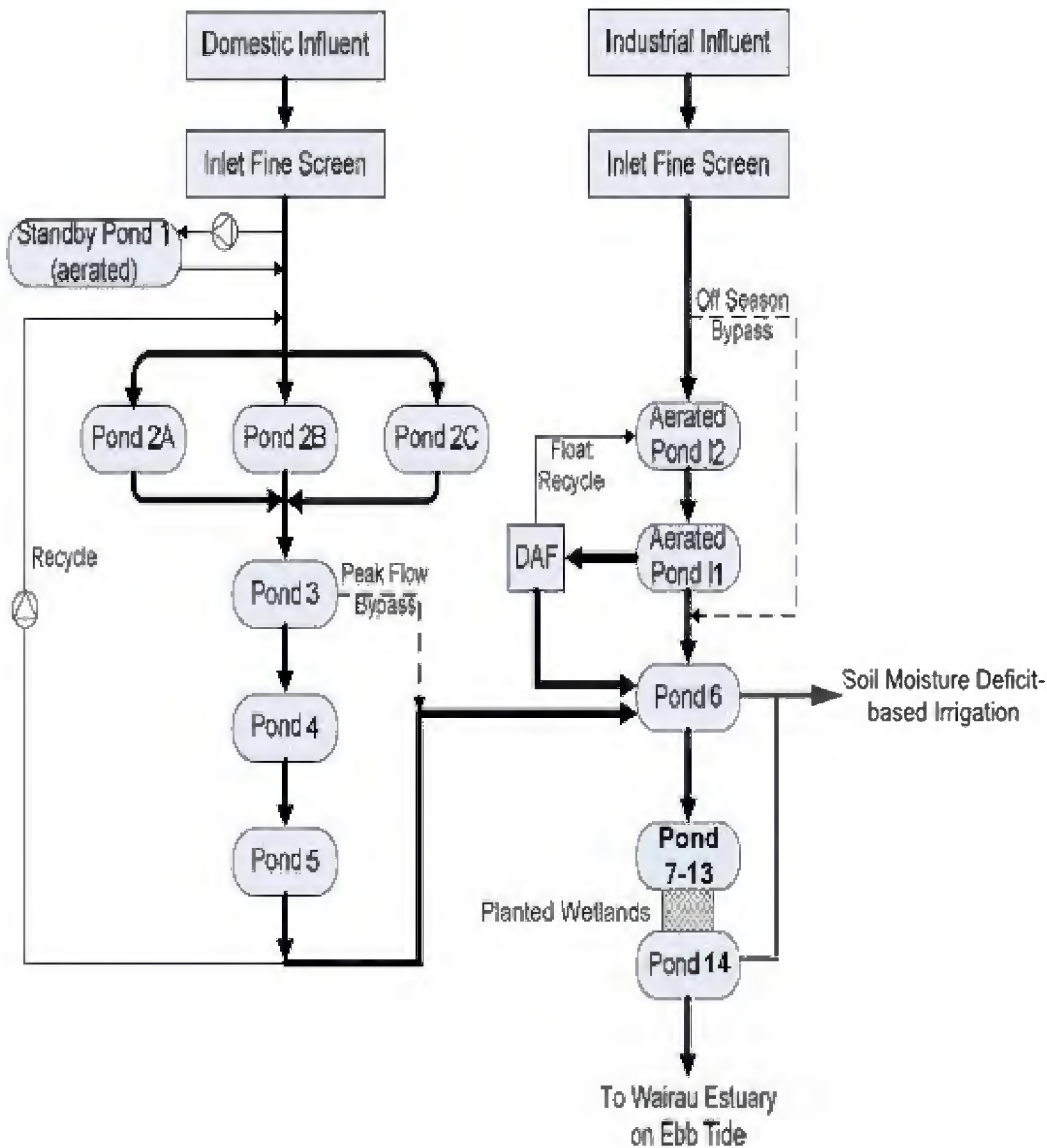 Domestic Influent
Industrial Influent
Inlet Fine Screen
Inlet Fine Screen
Standby Pond 1
(aerated)
Off Season
Bypass
Pond 2A
Pond 2B
Pond 2C
Aerated
Pond I2
Float
Recycle
Recycle
DAF
Aerated
Pond I1
Pond 3
Peak Flow
Bypass
Pond 4
Pond 6
Soil Moisture Deficit-
based Irrigation
Pond 5
Pond
7-13
Planted Wetlands
Pond 14
To Wairau Estuary
on Ebb Tide